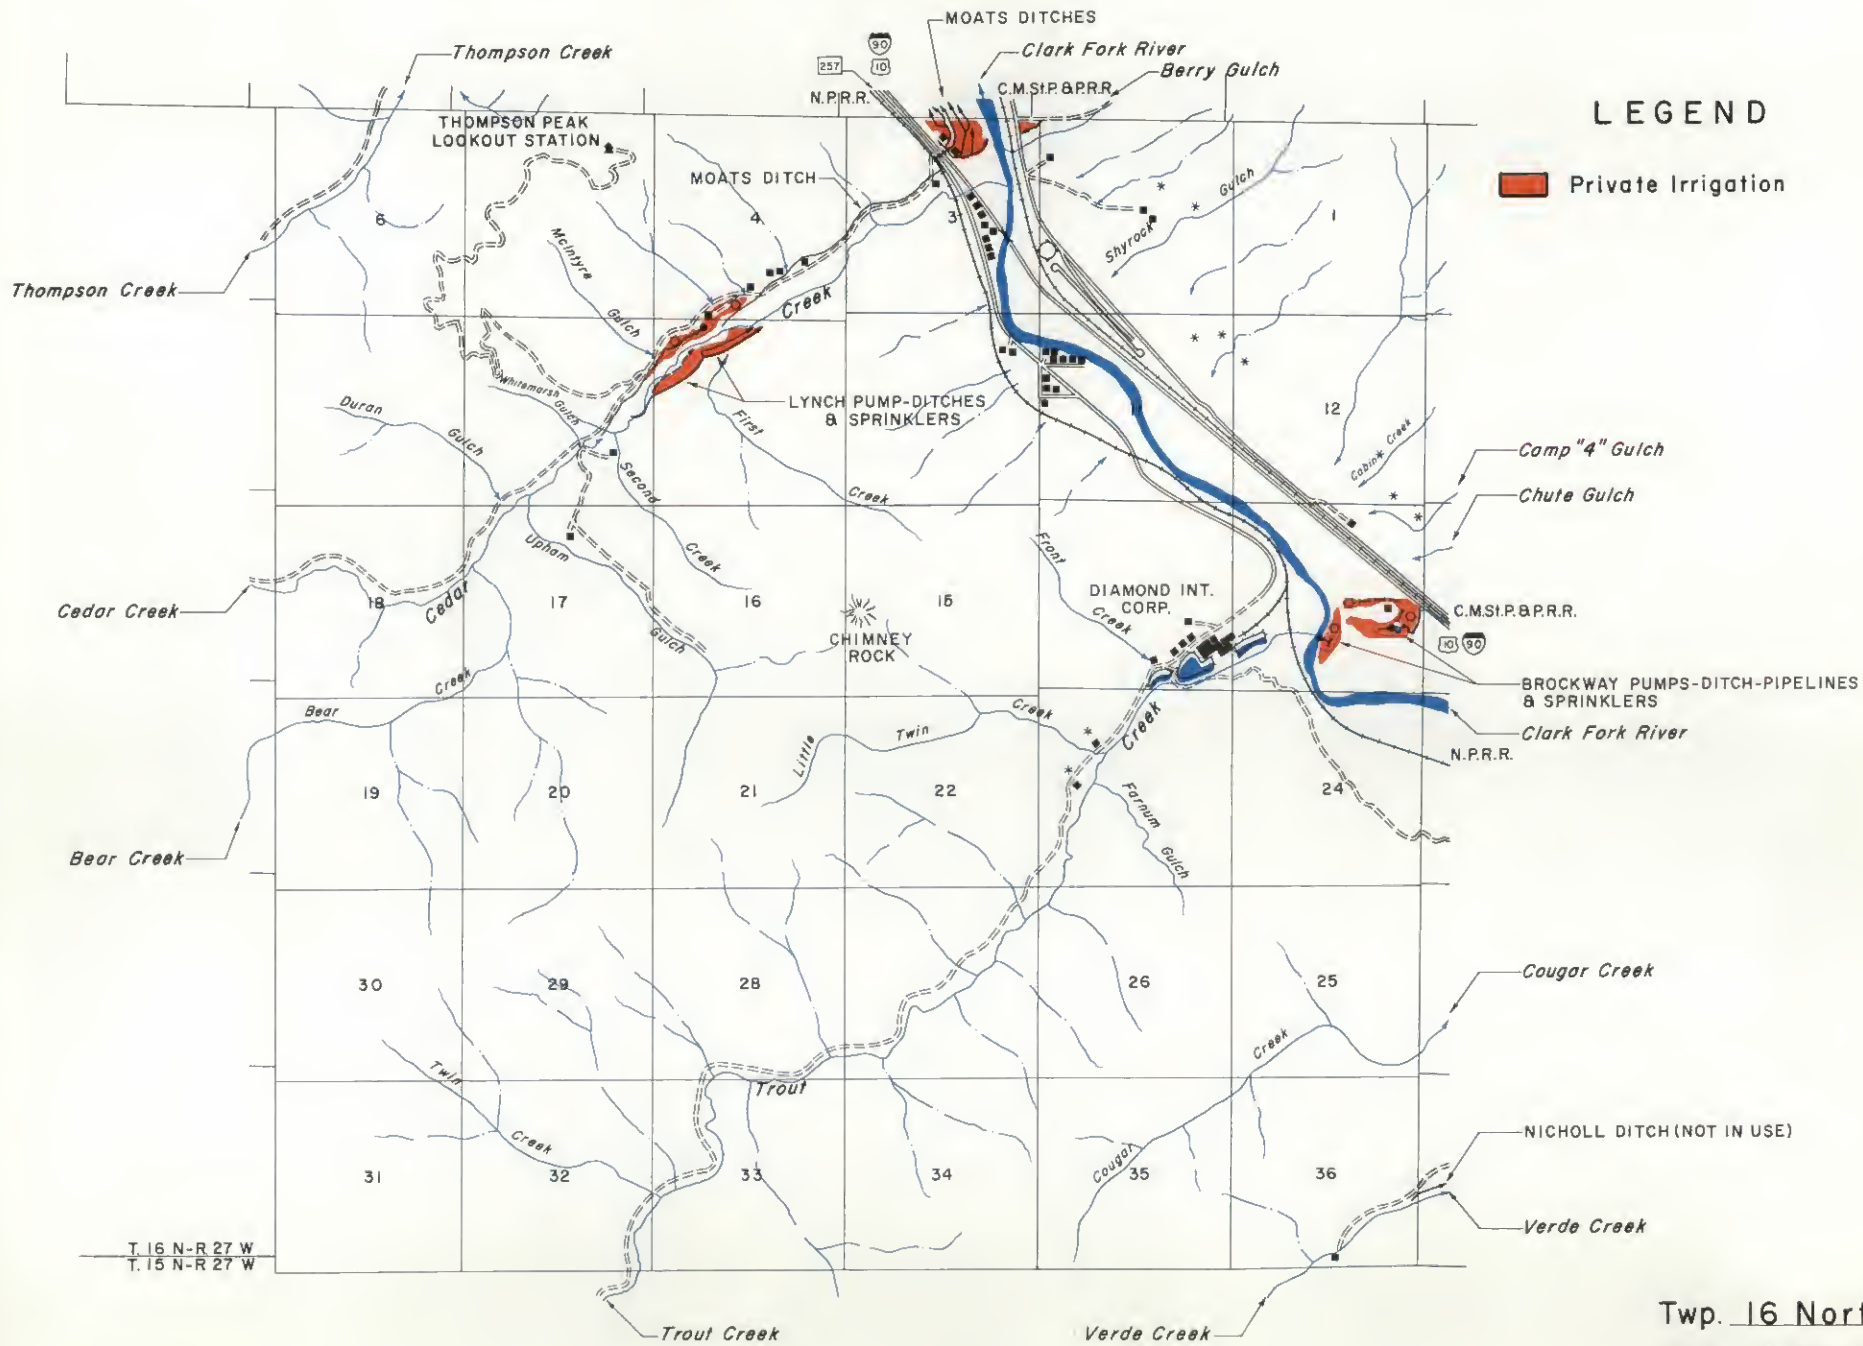 MOATS DITCHES
Thompson Creek
90
Clark Fork River
257
10
Berry Gulch
N.P.R.R.
C.M.St.P.&P.R.R.
LEGEND
THOMPSON PEAK
LOOKOUT STATION
MOATS DITCH
Private Irrigation
6
4
3
Shyrock Gulch
1
McIntyre Gulch
Thompson Creek
Creek
Whitemarsh Gulch
Duran Gulch
LYNCH PUMP-DITCHES
& SPRINKLERS
First Creek
11
12
Cabin Creek
Camp "4" Gulch
Chute Gulch
Second Creek
Upham Gulch
Front Creek
DIAMOND INT.
CORP.
Cedar Creek
18
Cedar
17
16
15
CHIMNEY
ROCK
C.M.St.P.&P.R.R.
10 90
BROCKWAY PUMPS-DITCH-PIPELINES
& SPRINKLERS
Clark Fork River
N.P.R.R.
Bear Creek
Little Twin Creek
Creek
19
20
21
22
24
Farnum Gulch
Bear Creek
30
29
28
26
25
Cougar Creek
Twin Creek
Trout
Cougar Creek
NICHOLL DITCH (NOT IN USE)
31
32
33
34
35
36
Verde Creek
T. 16 N-R 27 W
T. 15 N-R 27 W
Trout Creek
Verde Creek
Twp. 16 Nort